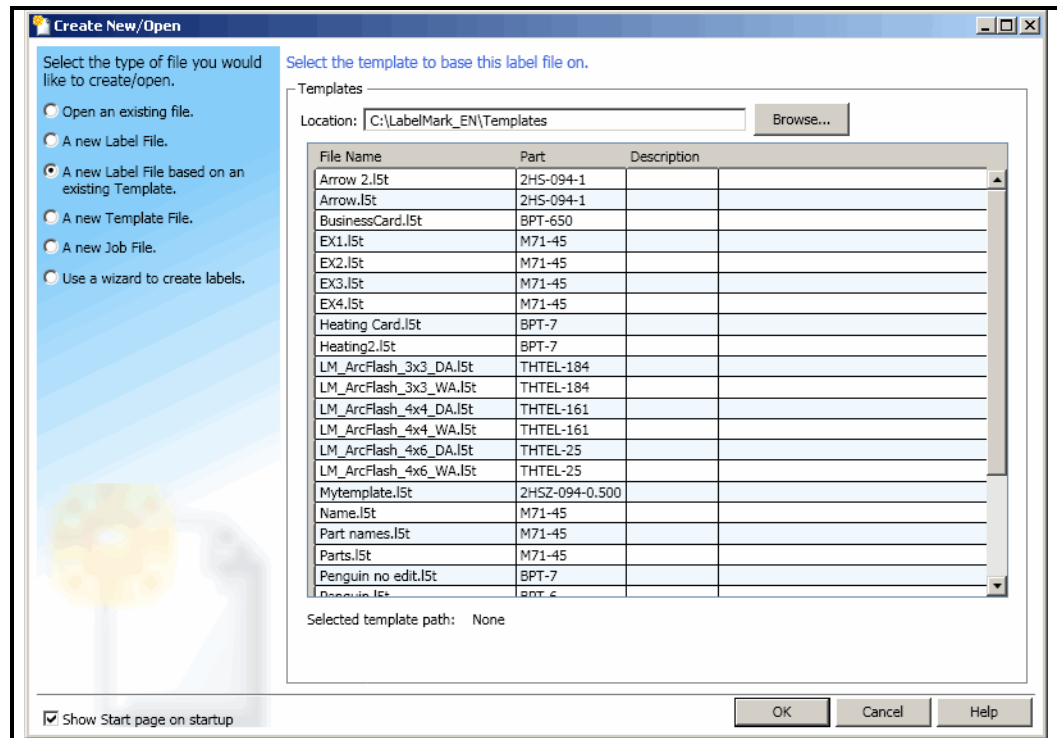 Create New/Open
Select the type of file you would
like to create/open.
Open an existing file.
A new Label File.
A new Label File based on an
existing Template.
A new Template File.
A new Job File.
Use a wizard to create labels.
Select the template to base this label file on.
Templates
Location: C:\LabelMark_EN\Templates Browse...
File Name Part Description
Arrow 2.l5t 2HS-094-1
Arrow.l5t 2HS-094-1
BusinessCard.l5t BPT-650
EX1.l5t M71-45
EX2.l5t M71-45
EX3.l5t M71-45
EX4.l5t M71-45
Heating Card.l5t BPT-7
Heating2.l5t BPT-7
LM_ArcFlash_3x3_DA.l5t THTEL-184
LM_ArcFlash_3x3_WA.l5t THTEL-184
LM_ArcFlash_4x4_DA.l5t THTEL-161
LM_ArcFlash_4x4_WA.l5t THTEL-161
LM_ArcFlash_4x6_DA.l5t THTEL-25
LM_ArcFlash_4x6_WA.l5t THTEL-25
Mytemplate.l5t 2HSZ-094-0.500
Name.l5t M71-45
Part names.l5t M71-45
Parts.l5t M71-45
Penguin no edit.l5t BPT-7
Penguin.l5t BPT-6
Selected template path: None
Show Start page on startup
OK Cancel Help